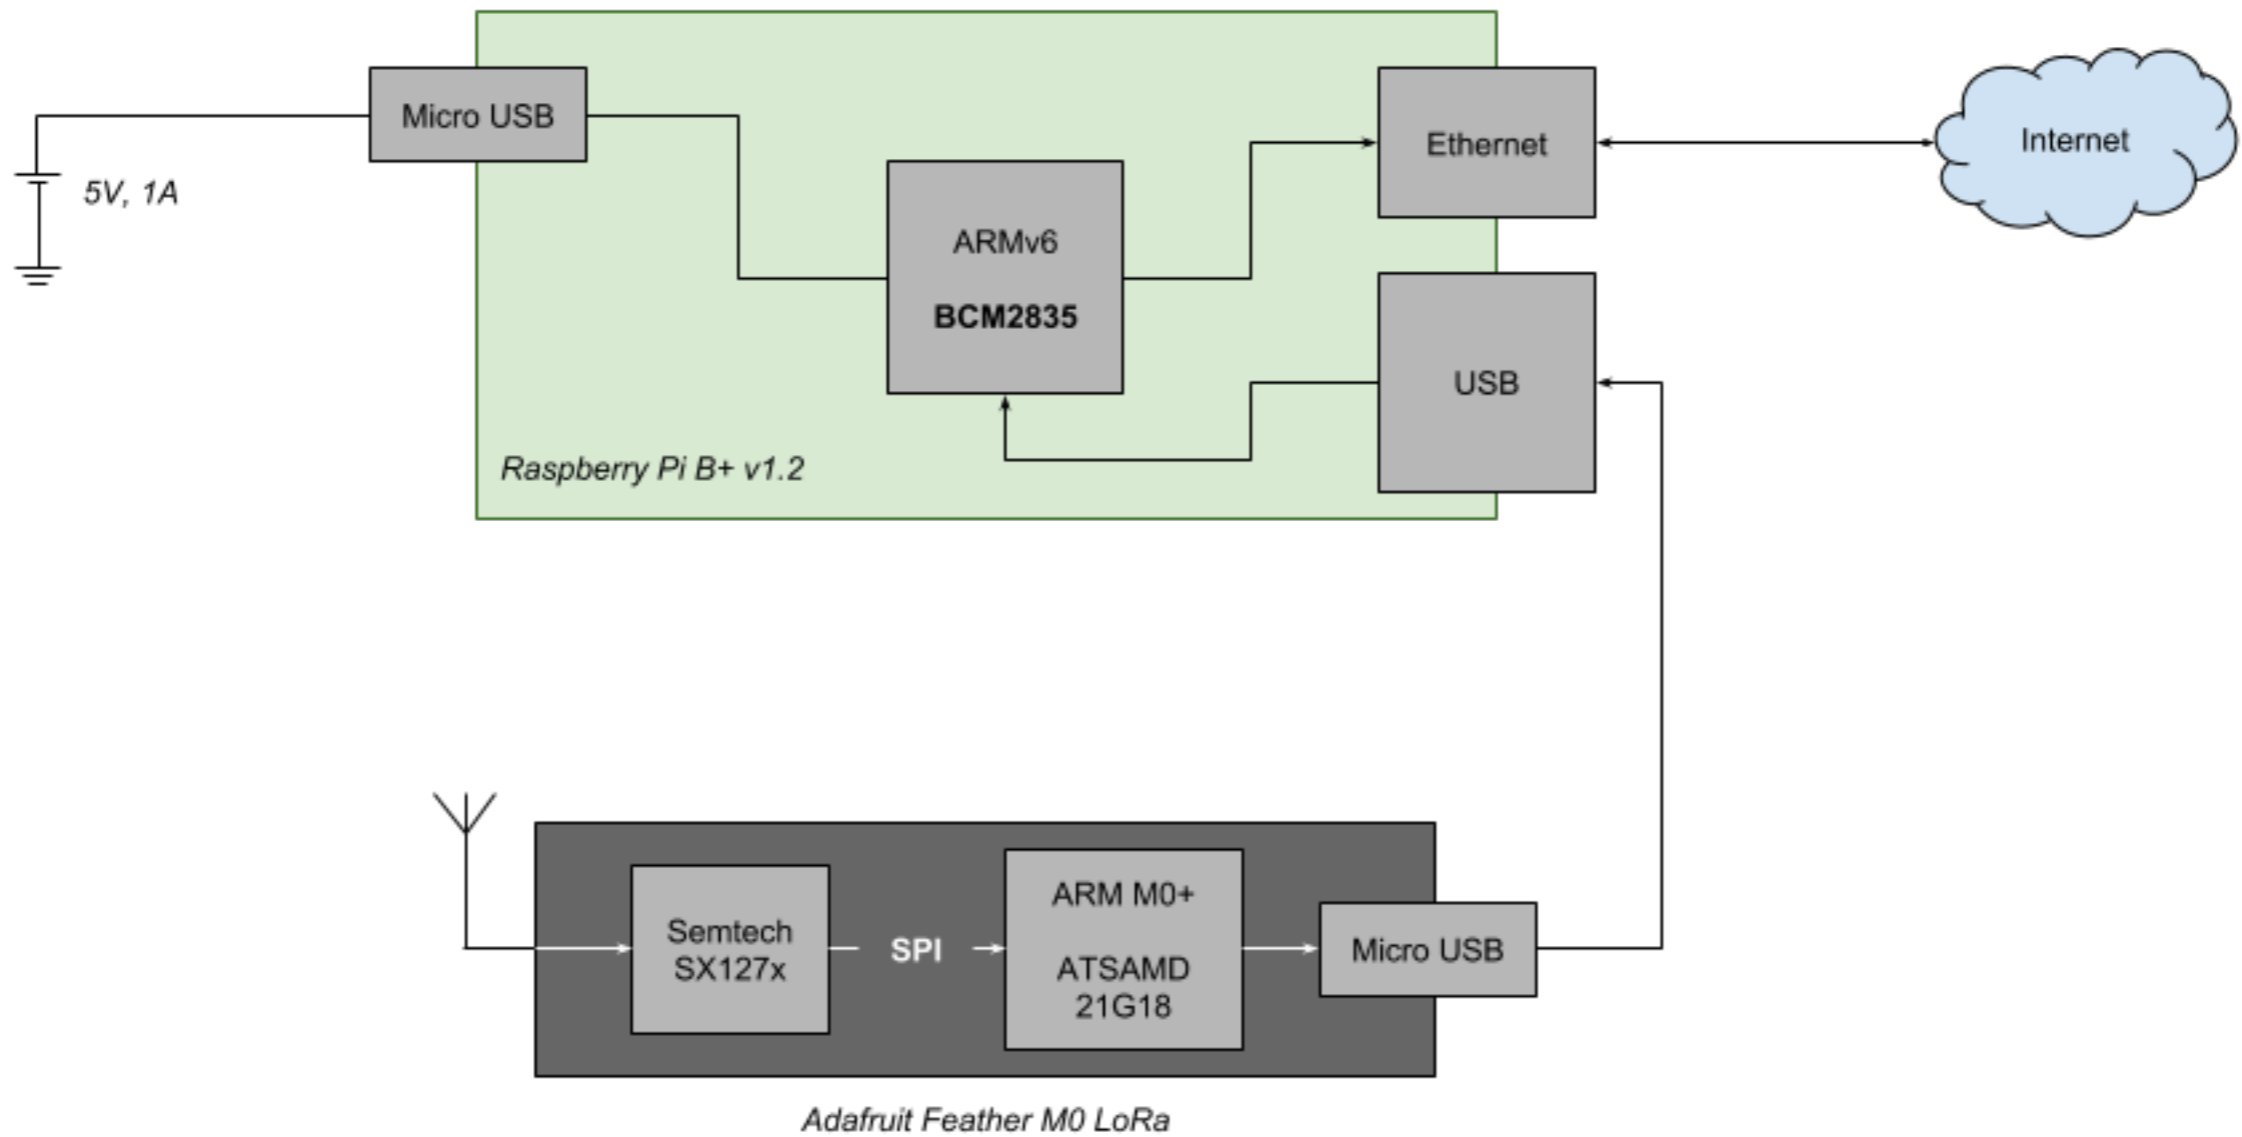 Micro USB
5V, 1A
ARMv6
BCM2835
Ethernet
Internet
USB
Raspberry Pi B+ v1.2
Semtech
SX127x
SPI
ARM M0+
ATSAMD
21G18
Micro USB
Adafruit Feather M0 LoRa